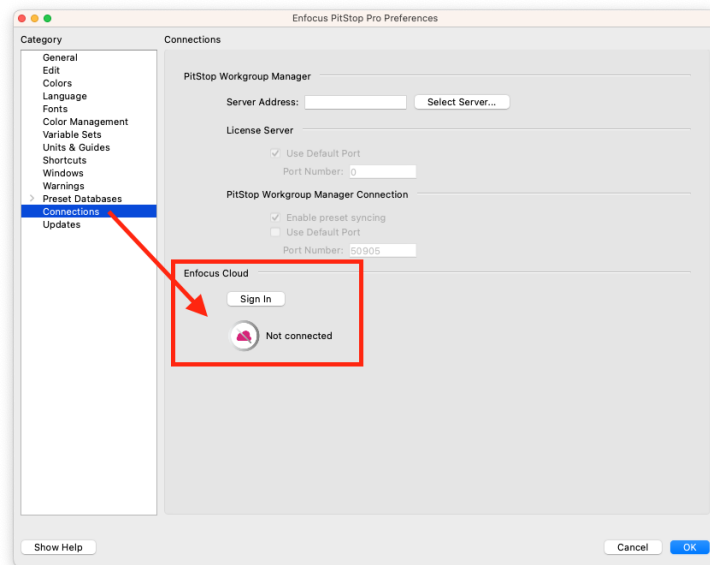 Enfocus PitStop Pro Preferences
Category
Connections
General
Edit
Colors
Language
Fonts
Color Management
Variable Sets
Units & Guides
Shortcuts
Windows
Warnings
Preset Databases
Connections
Updates
PitStop Workgroup Manager
Server Address:
Select Server...
License Server
Use Default Port
Port Number: 0
PitStop Workgroup Manager Connection
Enable preset syncing
Use Default Port
Port Number: 50905
Enfocus Cloud
Sign In
Not connected
Show Help
Cancel
OK